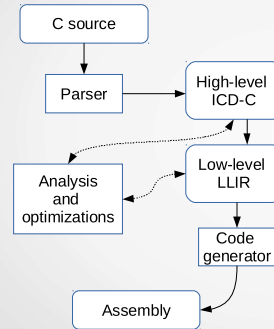 C source
Parser
High-level
ICD-C
Analysis
and
optimizations
Low-level
LLIR
Code
generator
Assembly